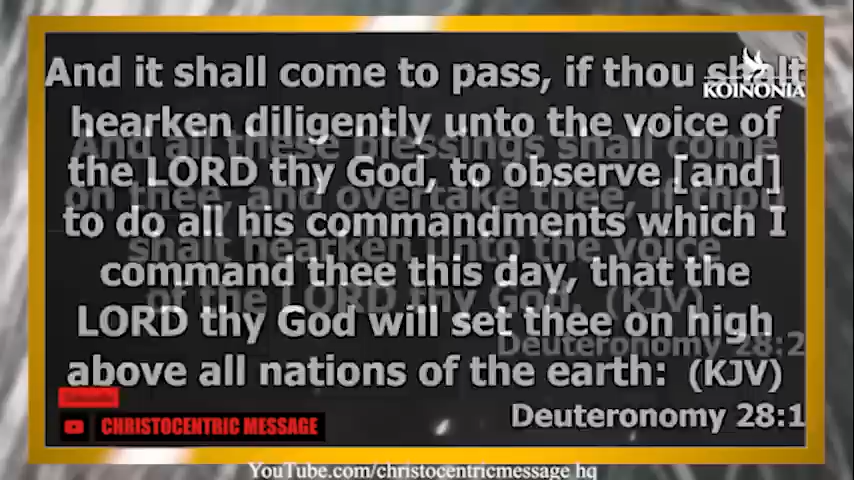 And it shall come to pass, if thou shalt
KOINONIA
hearken diligently unto the voice of
And all these blessings shall come
the LORD thy God, to observe [and]
on thee, and overtake thee, if thou
to do all his commandments which I
shalt hearken unto the voice
command thee this day, that the
of the LORD thy God. (KJV)
LORD thy God will set thee on high
Deuteronomy 28:2
above all nations of the earth: (KJV)
Deuteronomy 28:1
CHRISTOCENTRIC MESSAGE
YouTube.com/christocentricmessage hq